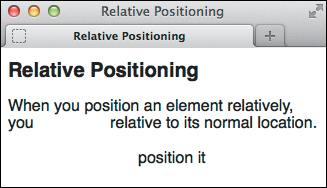 Relative Positioning
Relative Positioning
Relative Positioning
When you position an element relatively,
you relative to its normal location.
position it